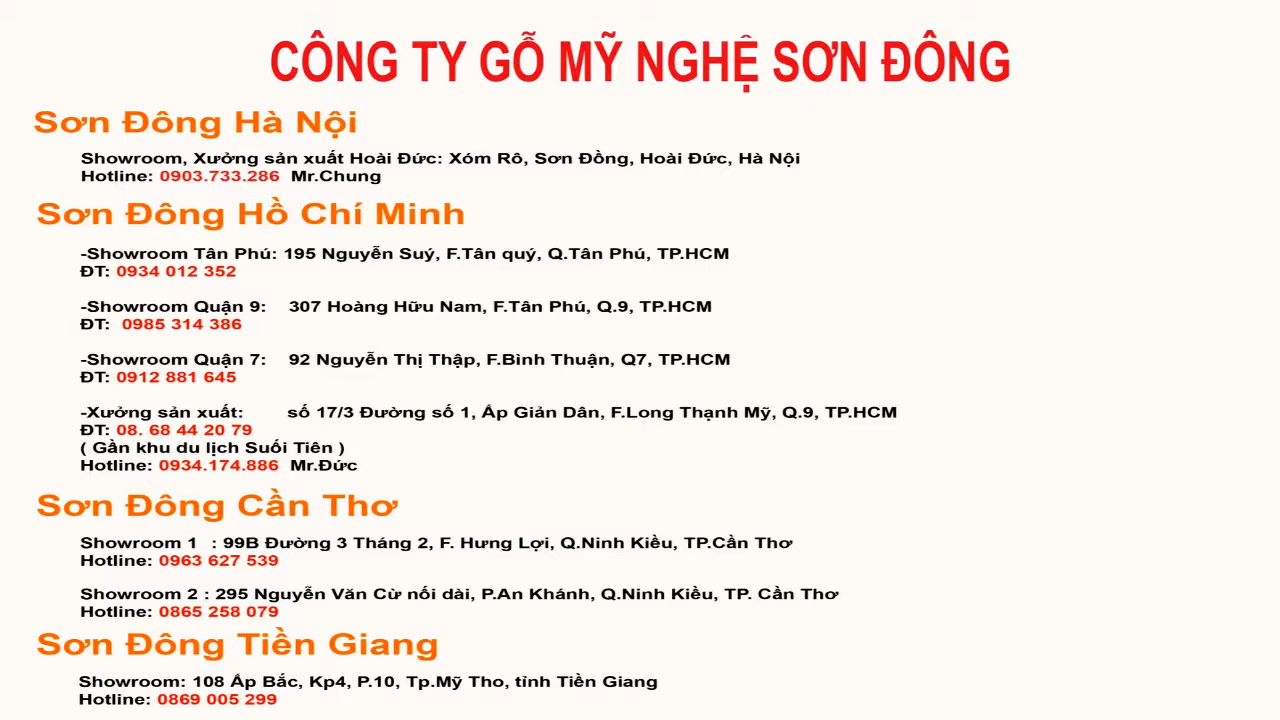 CÔNG TY GỖ MỸ NGHỆ SƠN ĐÔNG
Sơn Đông Hà Nội
Showroom, Xưởng sản xuất Hoài Đức: Xóm Rô, Sơn Đồng, Hoài Đức, Hà Nội
Hotline: 0903.733.286 Mr.Chung
Sơn Đông Hồ Chí Minh
-Showroom Tân Phú: 195 Nguyễn Suý, F.Tân quý, Q.Tân Phú, TP.HCM
ĐT: 0934 012 352
-Showroom Quận 9: 307 Hoàng Hữu Nam, F.Tân Phú, Q.9, TP.HCM
ĐT: 0985 314 386
-Showroom Quận 7: 92 Nguyễn Thị Thập, F.Bình Thuận, Q7, TP.HCM
ĐT: 0912 881 645
-Xưởng sản xuất: số 17/3 Đường số 1, Ấp Giản Dân, F.Long Thạnh Mỹ, Q.9, TP.HCM
ĐT: 08. 68 44 20 79
( Gần khu du lịch Suối Tiên )
Hotline: 0934.174.886 Mr.Đức
Sơn Đông Cần Thơ
Showroom 1 : 99B Đường 3 Tháng 2, F. Hưng Lợi, Q.Ninh Kiều, TP.Cần Thơ
Hotline: 0963 627 539
Showroom 2 : 295 Nguyễn Văn Cừ nối dài, P.An Khánh, Q.Ninh Kiều, TP. Cần Thơ
Hotline: 0865 258 079
Sơn Đông Tiền Giang
Showroom: 108 Ấp Bắc, Kp4, P.10, Tp.Mỹ Tho, tỉnh Tiền Giang
Hotline: 0869 005 299